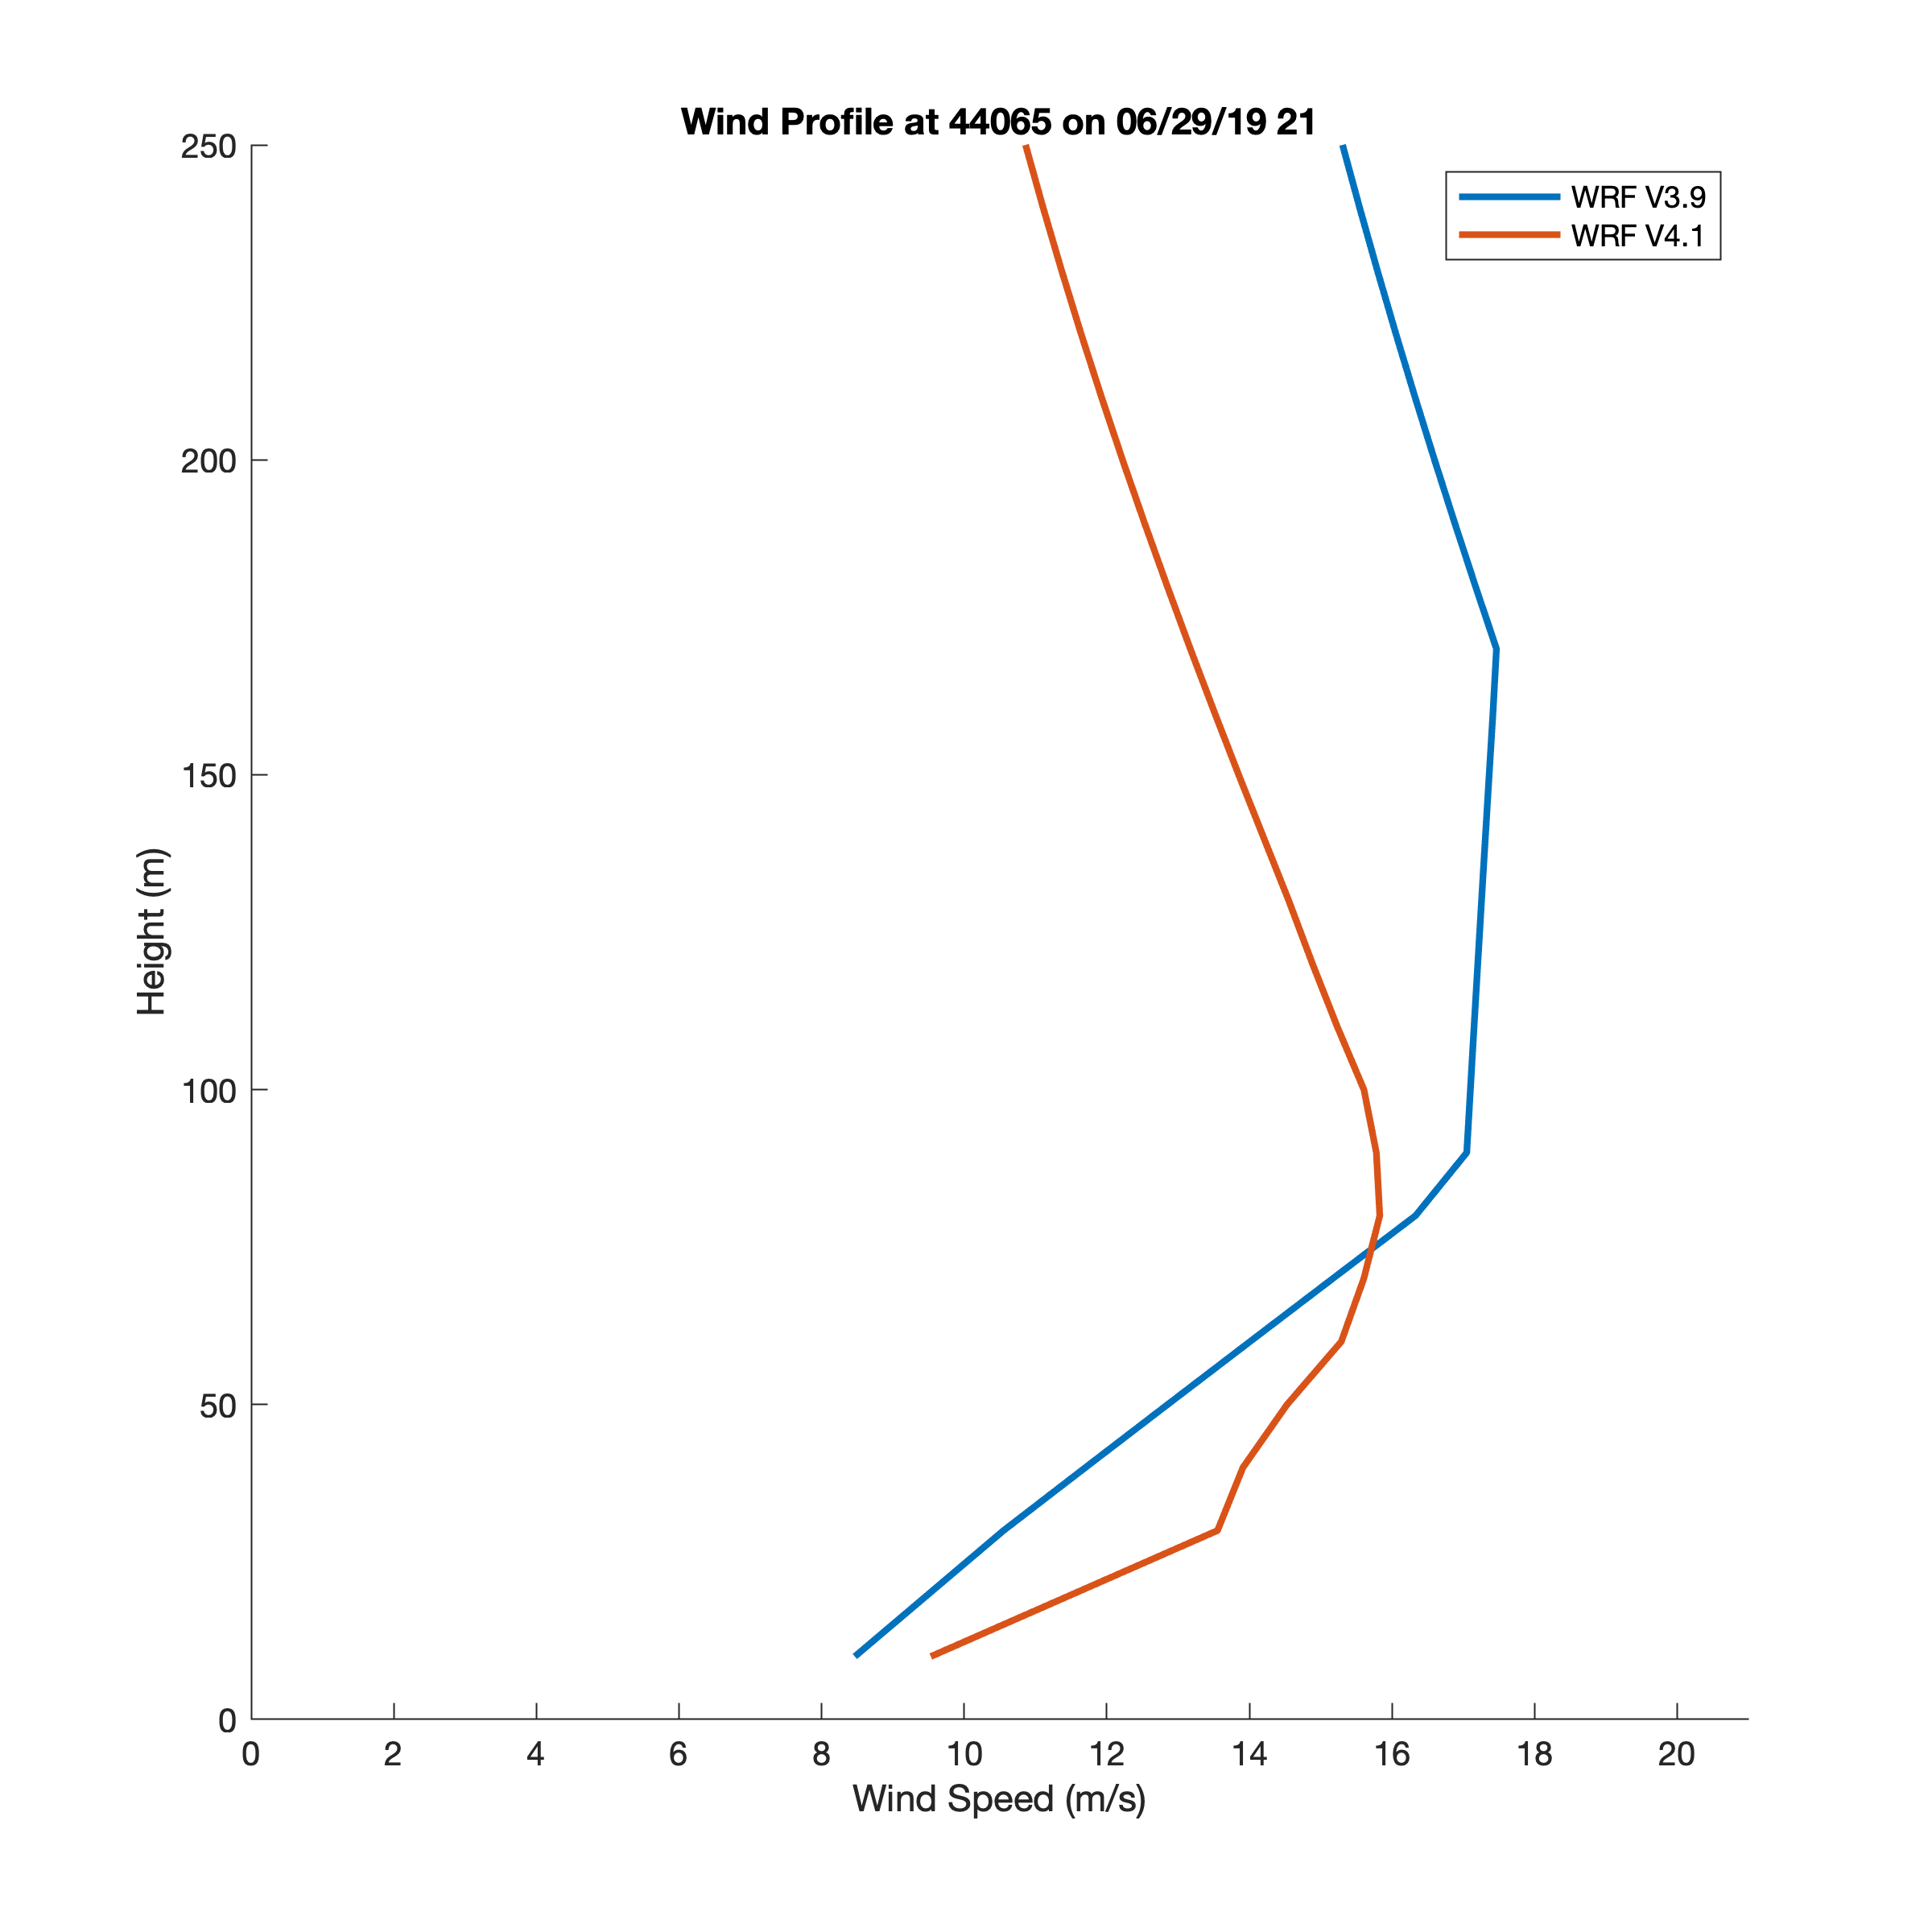 Wind Profile at 44065 on 06/29/19 21
WRF V3.9
WRF V4.1
250
200
150
100
50
0
Height (m)
0 2 4 6 8 10 12 14 16 18 20
Wind Speed (m/s)